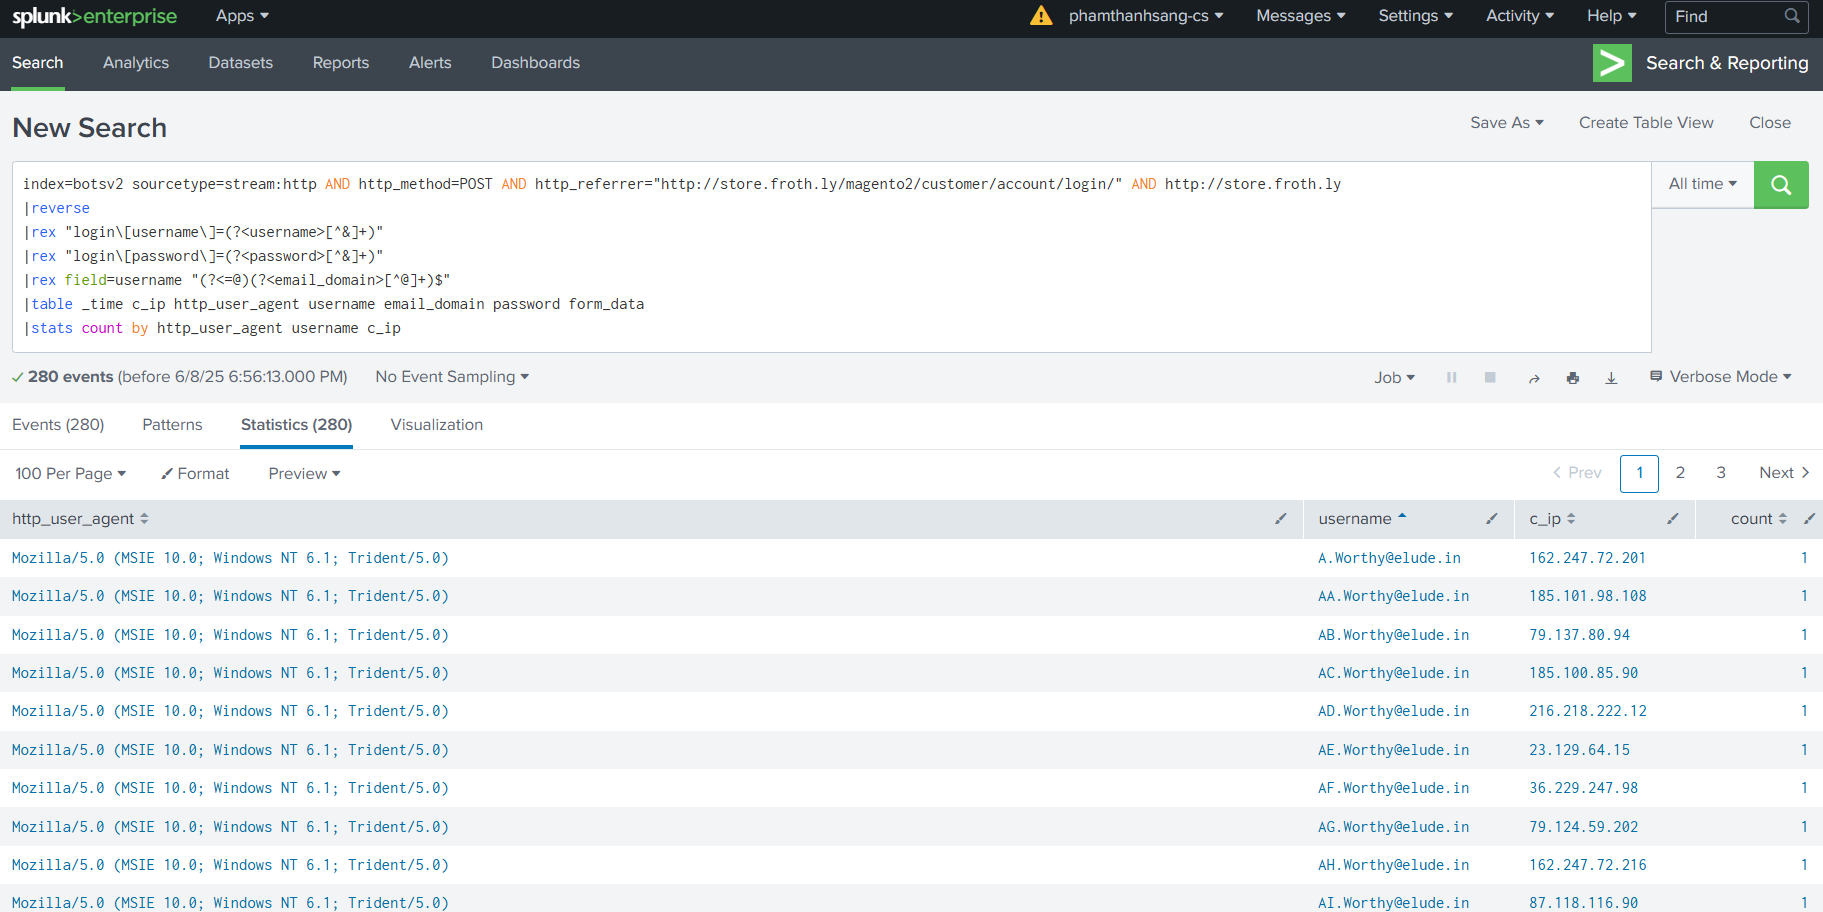 splunk>enterprise Apps phamthanhsang-cs Messages Settings Activity Help Find
Search Analytics Datasets Reports Alerts Dashboards > Search & Reporting
New Search Save As Create Table View Close
index=botsv2 sourcetype=stream:http AND http_method=POST AND http_referrer="http://store.froth.ly/magento2/customer/account/login/" AND http://store.froth.ly
|reverse
|rex "login\[username\]=(?<username>[^&]+)"
|rex "login\[password\]=(?<password>[^&]+)"
|rex field=username "(?<=@)(?<email_domain>[^@]+)$"
|table _time c_ip http_user_agent username email_domain password form_data
|stats count by http_user_agent username c_ip
All time
280 events (before 6/8/25 6:56:13.000 PM) No Event Sampling Job Verbose Mode
Events (280) Patterns Statistics (280) Visualization
100 Per Page Format Preview < Prev 1 2 3 Next >
http_user_agent username c_ip count
Mozilla/5.0 (MSIE 10.0; Windows NT 6.1; Trident/5.0) A.Worthy@elude.in 162.247.72.201 1
Mozilla/5.0 (MSIE 10.0; Windows NT 6.1; Trident/5.0) AA.Worthy@elude.in 185.101.98.108 1
Mozilla/5.0 (MSIE 10.0; Windows NT 6.1; Trident/5.0) AB.Worthy@elude.in 79.137.80.94 1
Mozilla/5.0 (MSIE 10.0; Windows NT 6.1; Trident/5.0) AC.Worthy@elude.in 185.100.85.90 1
Mozilla/5.0 (MSIE 10.0; Windows NT 6.1; Trident/5.0) AD.Worthy@elude.in 216.218.222.12 1
Mozilla/5.0 (MSIE 10.0; Windows NT 6.1; Trident/5.0) AE.Worthy@elude.in 23.129.64.15 1
Mozilla/5.0 (MSIE 10.0; Windows NT 6.1; Trident/5.0) AF.Worthy@elude.in 36.229.247.98 1
Mozilla/5.0 (MSIE 10.0; Windows NT 6.1; Trident/5.0) AG.Worthy@elude.in 79.124.59.202 1
Mozilla/5.0 (MSIE 10.0; Windows NT 6.1; Trident/5.0) AH.Worthy@elude.in 162.247.72.216 1
Mozilla/5.0 (MSIE 10.0; Windows NT 6.1; Trident/5.0) AI.Worthy@elude.in 87.118.116.90 1